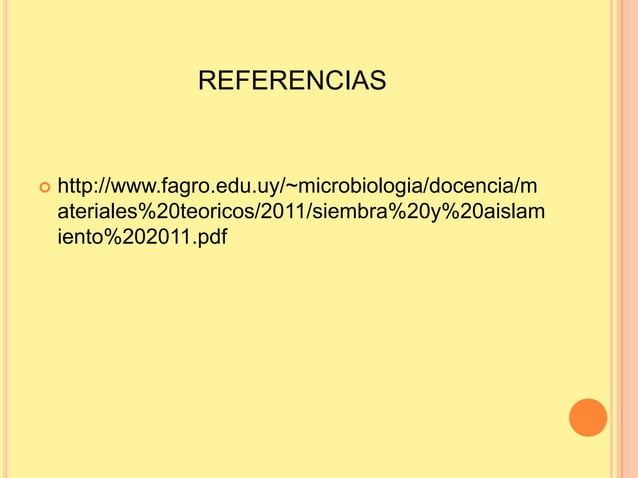 REFERENCIAS
http://www.fagro.edu.uy/~microbiologia/docencia/m
ateriales%20teoricos/2011/siembra%20y%20aislam
iento%202011.pdf